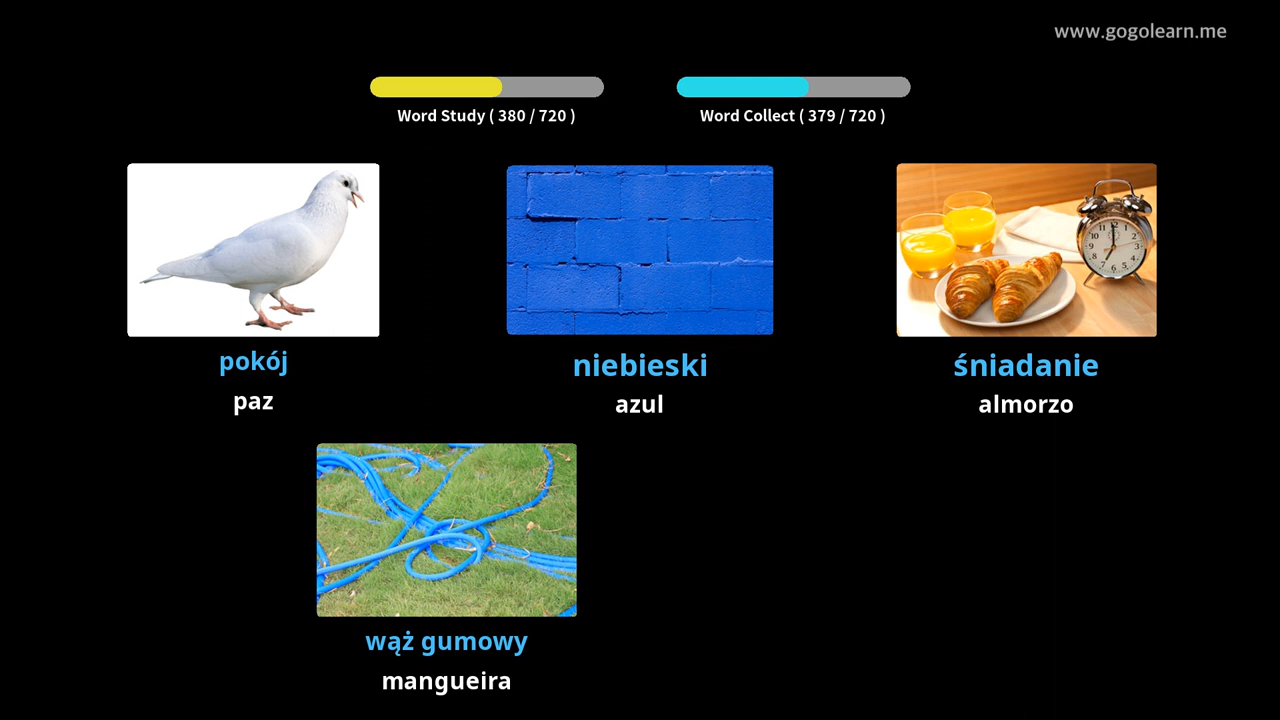 www.gogolearn.me
Word Study ( 380 / 720 )
Word Collect ( 379 / 720 )
pokój
paz
niebieski
azul
śniadanie
almorzo
wąż gumowy
mangueira